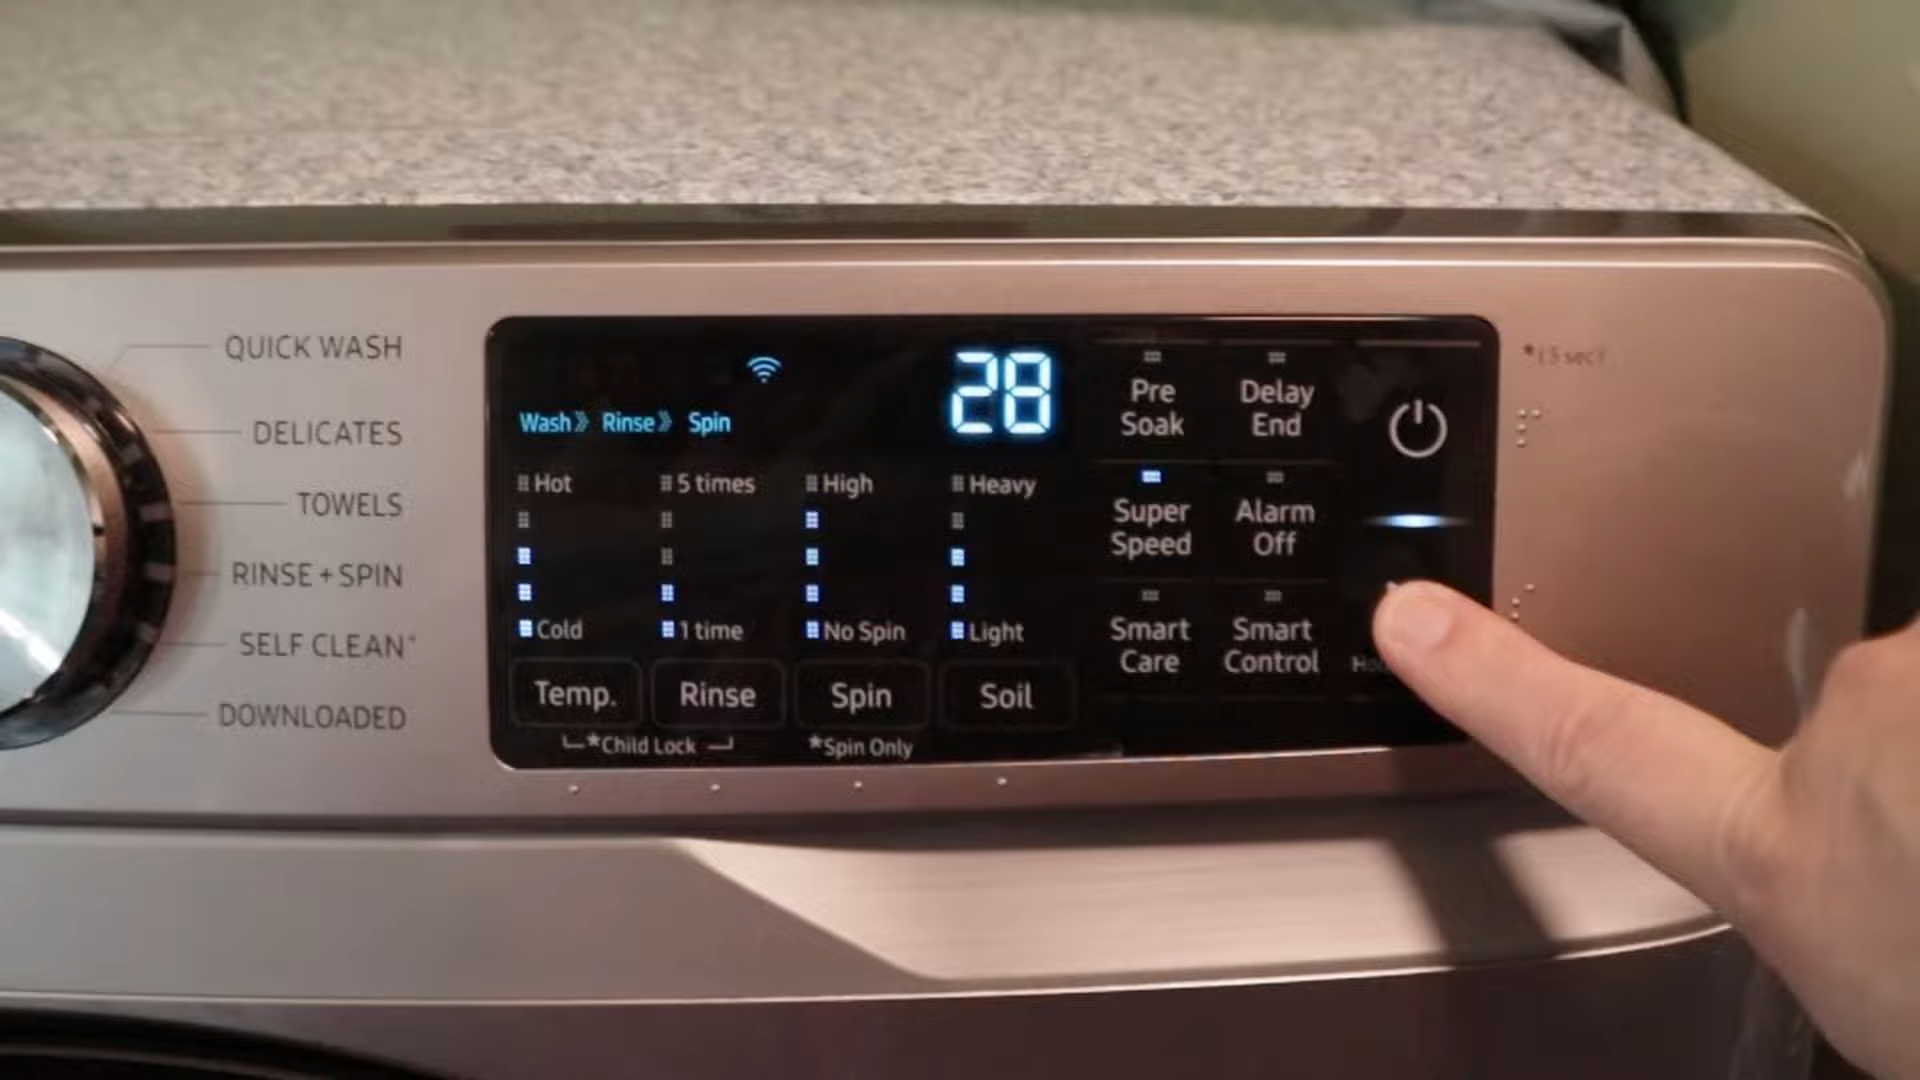 QUICK WASH
DELICATES
TOWELS
RINSE + SPIN
SELF CLEAN*
DOWNLOADED
28
Wash» Rinse» Spin
Hot 5 times High Heavy
Cold 1 time No Spin Light
Temp. Rinse Spin Soil
*Child Lock *Spin Only
Pre
Soak
Delay
End
Super
Speed
Alarm
Off
Smart
Care
Smart
Control
*(3 sec)